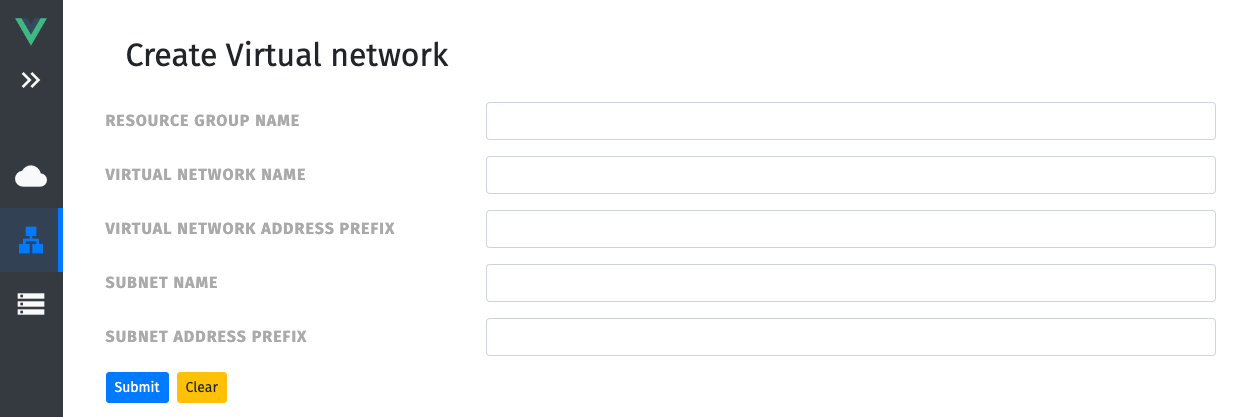 Create Virtual network
RESOURCE GROUP NAME
VIRTUAL NETWORK NAME
VIRTUAL NETWORK ADDRESS PREFIX
SUBNET NAME
SUBNET ADDRESS PREFIX
Submit Clear